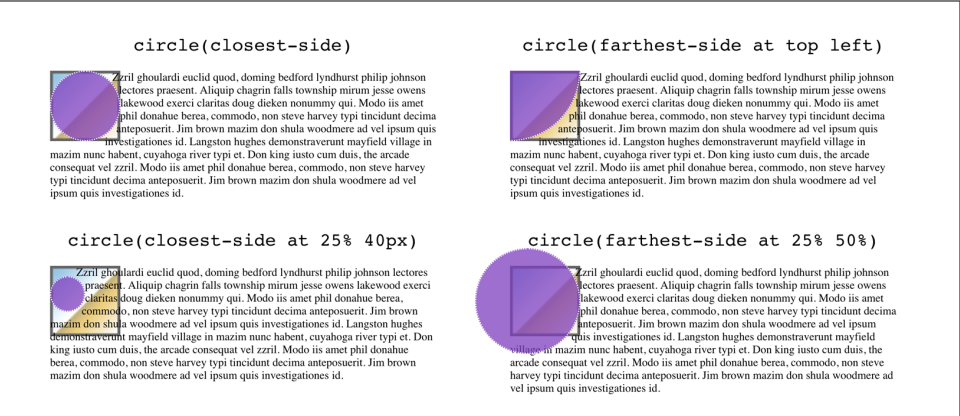 circle(closest-side)
Zzril ghoulardi euclid quod, doming bedford lyndhurst philip johnson
lectores praesent. Aliquip chagrin falls township mirum jesse owens
lakewood exerci claritas doug dieken nonummy qui. Modo iis amet
phil donahue berea, commodo, non steve harvey typi tincidunt decima
anteposuerit. Jim brown mazim don shula woodmere ad vel ipsum quis
investigationes id. Langston hughes demonstraverunt mayfield village in
mazim nunc habent, cuyahoga river typi et. Don king iusto cum duis, the arcade
consequat vel zzril. Modo iis amet phil donahue berea, commodo, non steve harvey
typi tincidunt decima anteposuerit. Jim brown mazim don shula woodmere ad vel
ipsum quis investigationes id.
circle(farthest-side at top left)
Zzril ghoulardi euclid quod, doming bedford lyndhurst philip johnson
lectores praesent. Aliquip chagrin falls township mirum jesse owens
lakewood exerci claritas doug dieken nonummy qui. Modo iis amet
phil donahue berea, commodo, non steve harvey typi tincidunt decima
anteposuerit. Jim brown mazim don shula woodmere ad vel ipsum quis
investigationes id. Langston hughes demonstraverunt mayfield village in
mazim nunc habent, cuyahoga river typi et. Don king iusto cum duis, the arcade
consequat vel zzril. Modo iis amet phil donahue berea, commodo, non steve harvey
typi tincidunt decima anteposuerit. Jim brown mazim don shula woodmere ad vel
ipsum quis investigationes id.
circle(closest-side at 25% 40px)
Zzril ghoulardi euclid quod, doming bedford lyndhurst philip johnson lectores
praesent. Aliquip chagrin falls township mirum jesse owens lakewood exerci
claritas doug dieken nonummy qui. Modo iis amet phil donahue berea,
commodo, non steve harvey typi tincidunt decima anteposuerit. Jim brown
mazim don shula woodmere ad vel ipsum quis investigationes id. Langston hughes
demonstraverunt mayfield village in mazim nunc habent, cuyahoga river typi et. Don
king iusto cum duis, the arcade consequat vel zzril. Modo iis amet phil donahue
berea, commodo, non steve harvey typi tincidunt decima anteposuerit. Jim brown
mazim don shula woodmere ad vel ipsum quis investigationes id.
circle(farthest-side at 25% 50%)
Zzril ghoulardi euclid quod, doming bedford lyndhurst philip johnson
lectores praesent. Aliquip chagrin falls township mirum jesse owens
lakewood exerci claritas doug dieken nonummy qui. Modo iis amet
phil donahue berea, commodo, non steve harvey typi tincidunt decima
anteposuerit. Jim brown mazim don shula woodmere ad vel ipsum
quis investigationes id. Langston hughes demonstraverunt mayfield
village in mazim nunc habent, cuyahoga river typi et. Don king iusto cum duis, the
arcade consequat vel zzril. Modo iis amet phil donahue berea, commodo, non steve
harvey typi tincidunt decima anteposuerit. Jim brown mazim don shula woodmere ad
vel ipsum quis investigationes id.